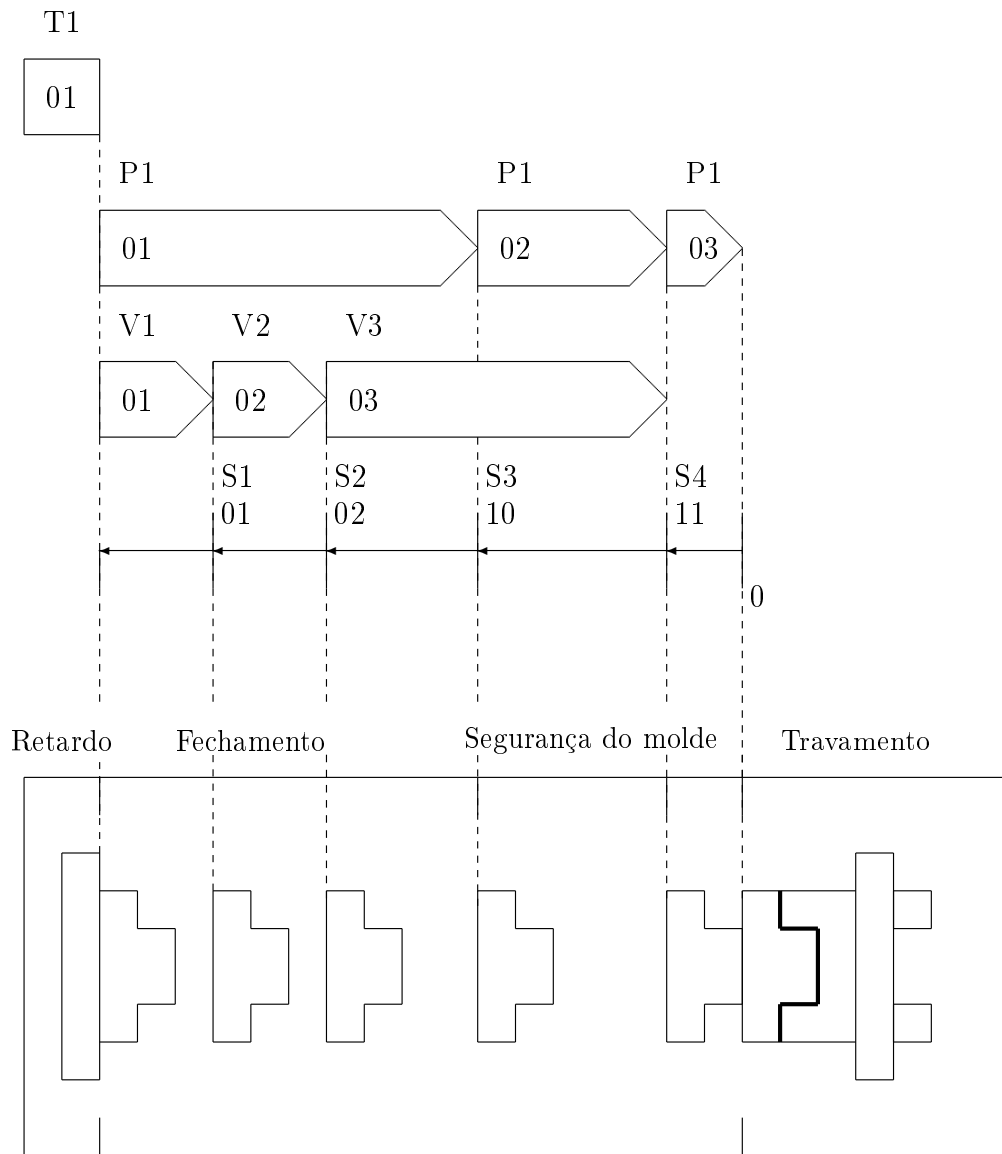 T1
01
P1 P1 P1
01 02 03
V1 V2 V3
01 02 03
S1 S2 S3 S4
01 02 10 11
0
Retardo Fechamento Segurança do molde Travamento